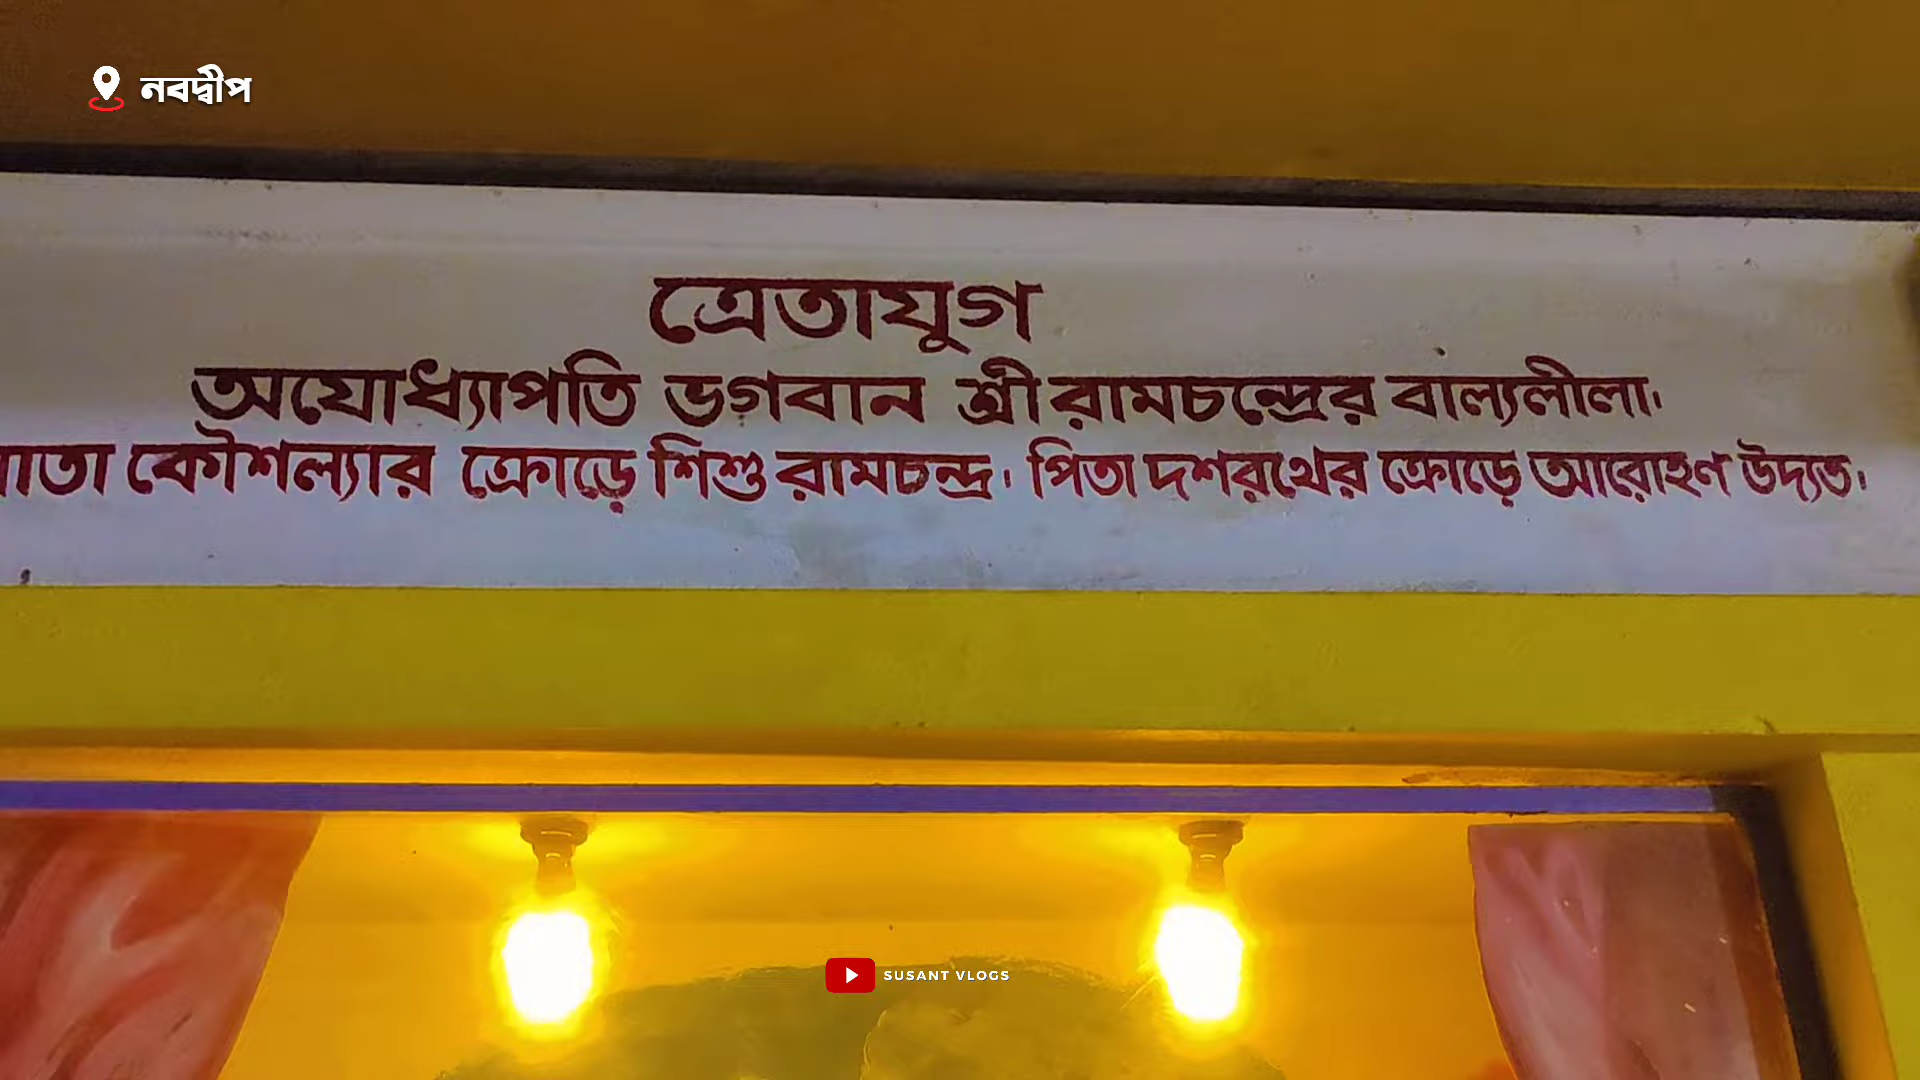 নবদ্বীপ
ত্রেতাযুগ
অযোধ্যাপতি ভগবান শ্রীরামচন্দ্রের বাল্যলীলা।
কৌশল্যার ক্রোড়ে শিশু রামচন্দ্র। পিতা দশরথের ক্রোড়ে আরোহণ উদ্যত।
SUSANT VLOGS